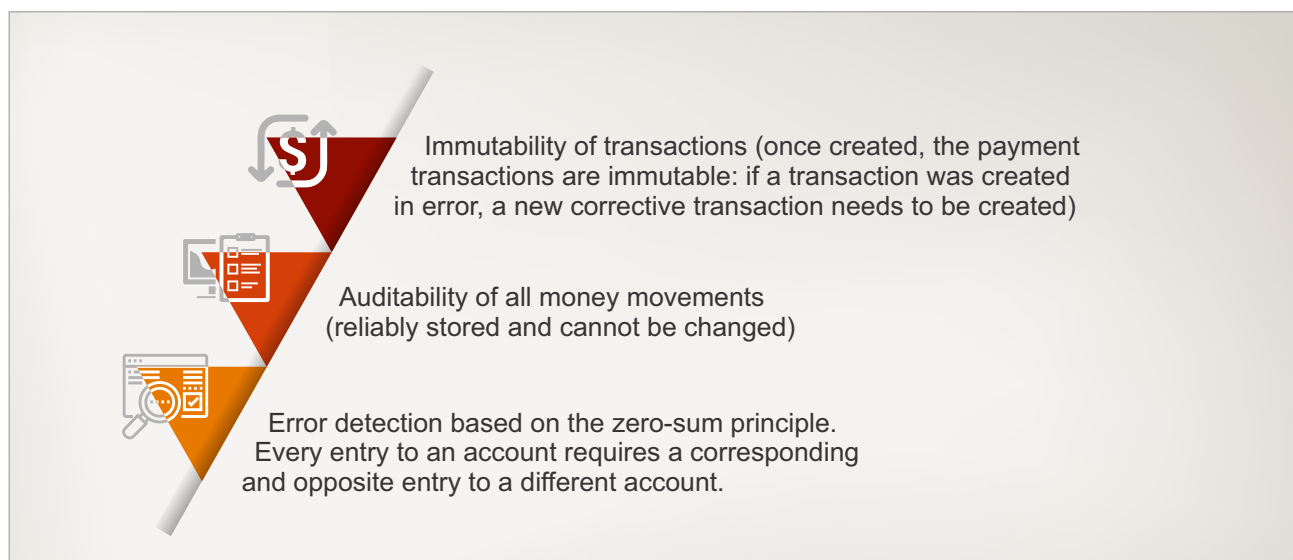 Immutability of transactions (once created, the payment
transactions are immutable: if a transaction was created
in error, a new corrective transaction needs to be created)
Auditability of all money movements
(reliably stored and cannot be changed)
Error detection based on the zero-sum principle.
Every entry to an account requires a corresponding
and opposite entry to a different account.